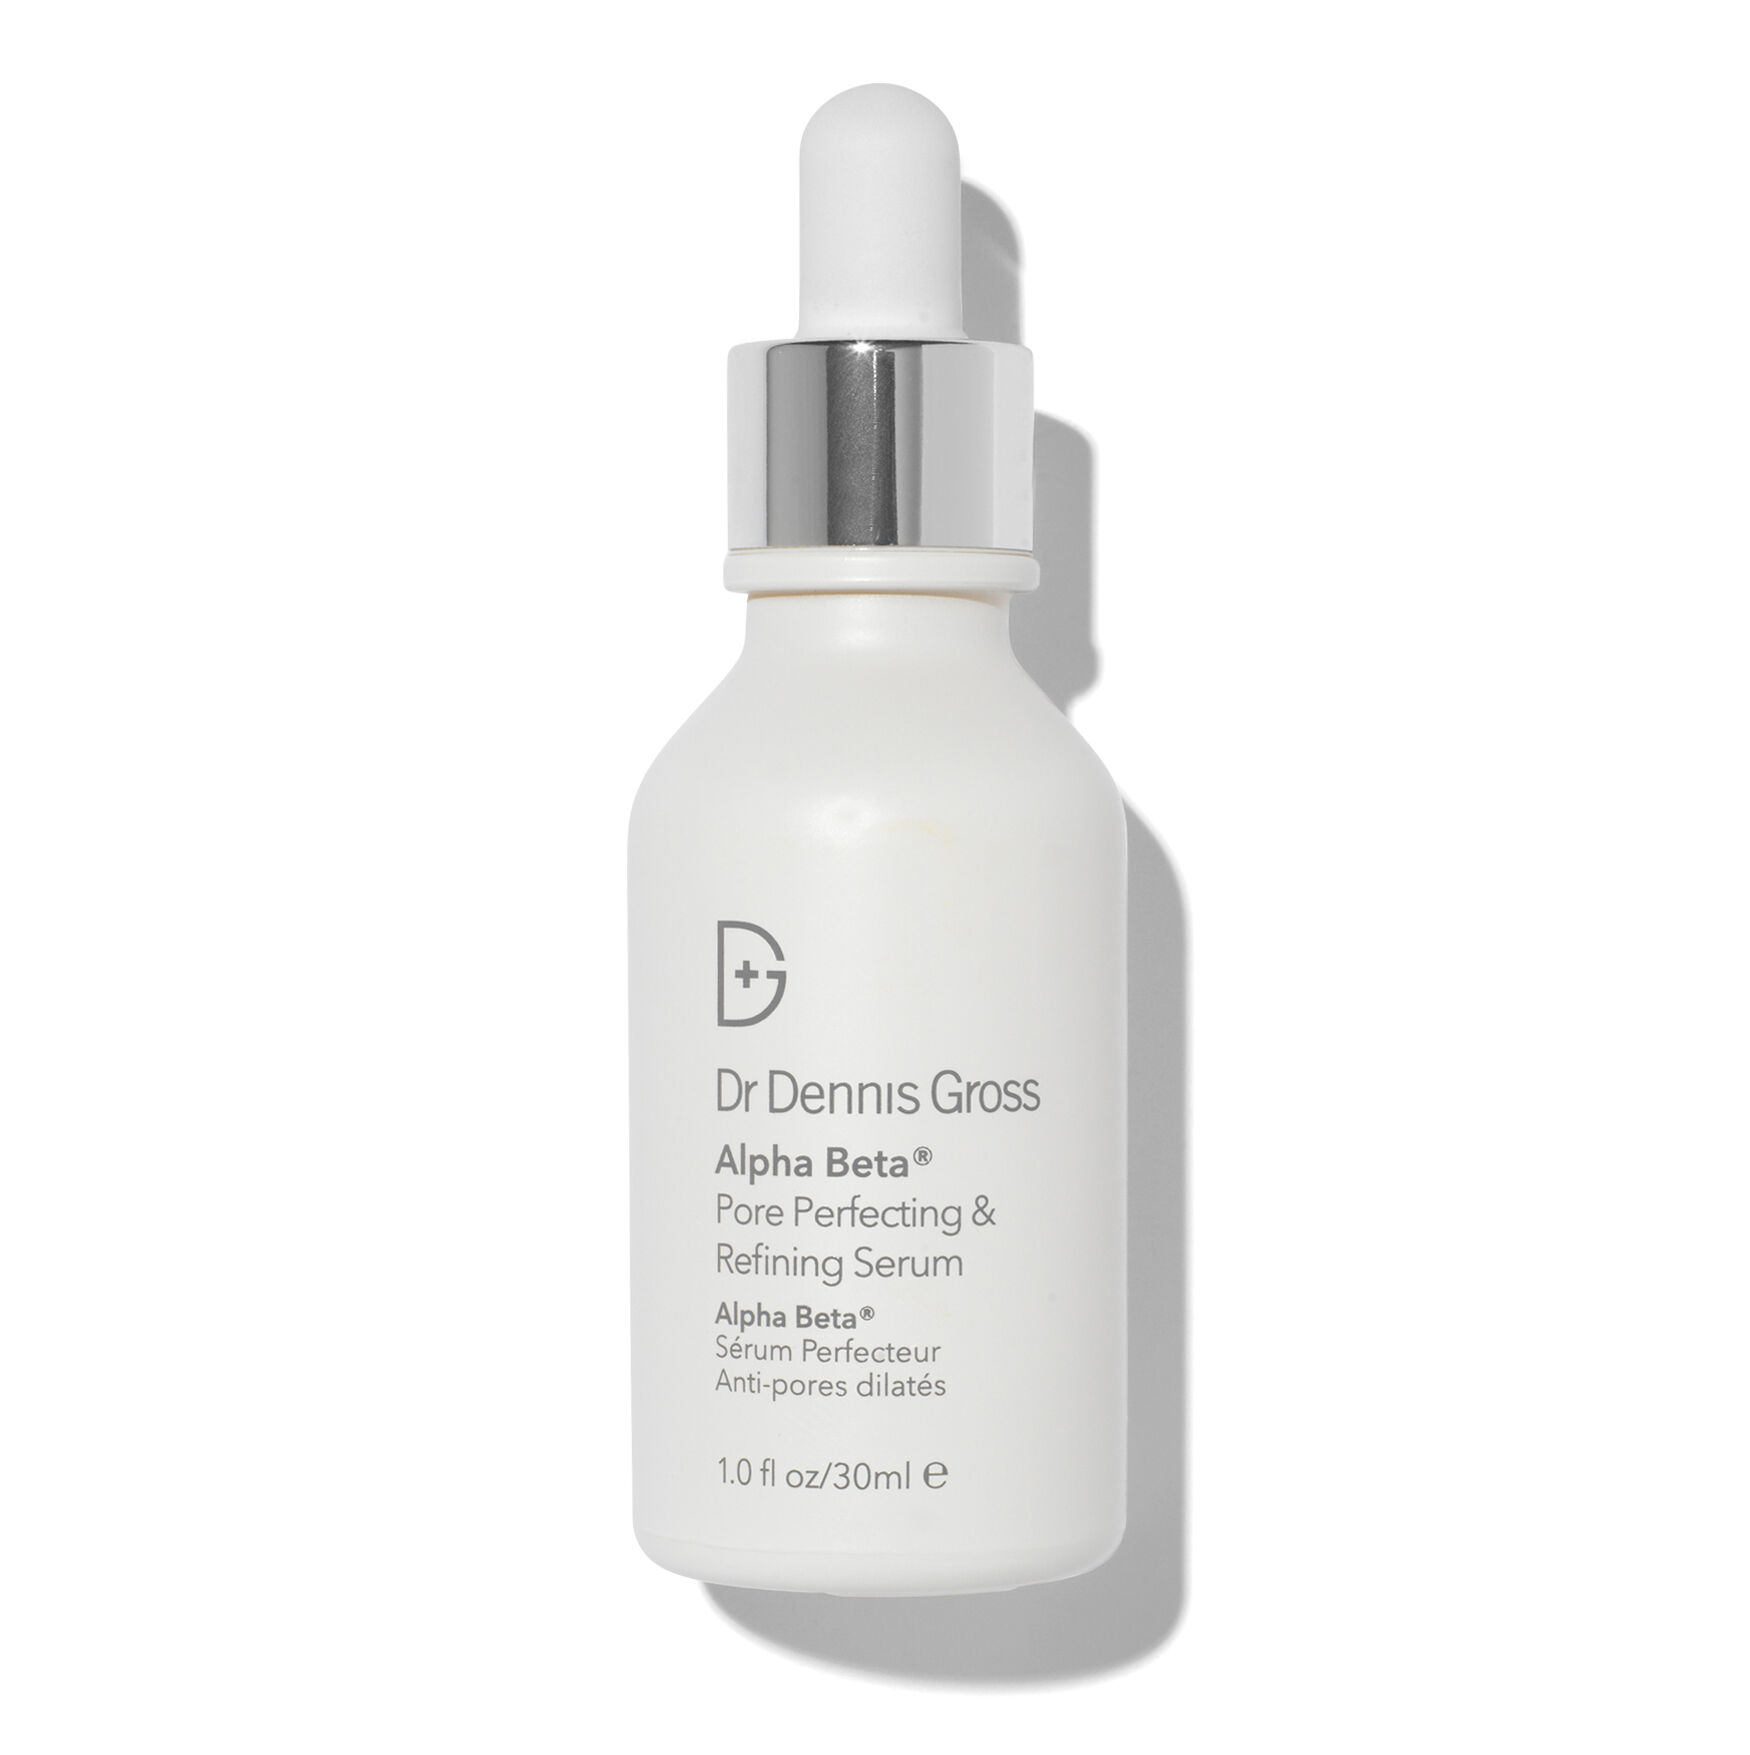 D+G
Dr Dennis Gross
Alpha Beta®
Pore Perfecting &
Refining Serum
Alpha Beta®
Sérum Perfecteur
Anti-pores dilatés
1.0 fl oz/30ml ℮